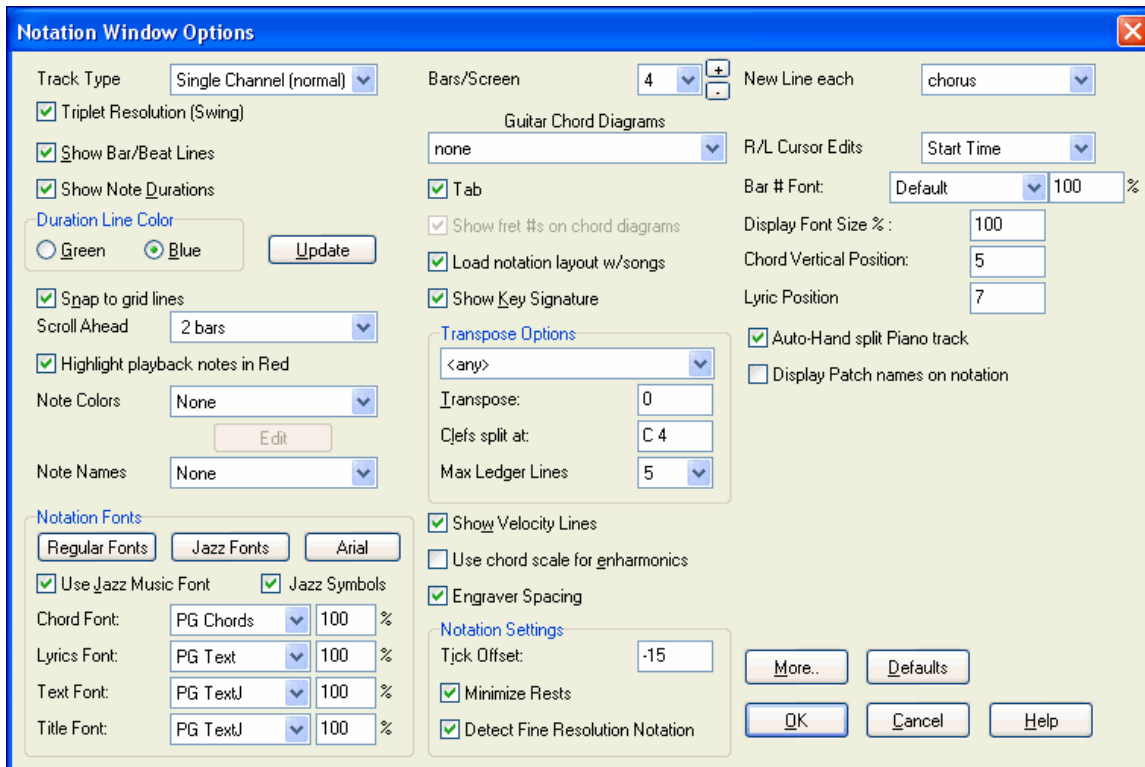 Notation Window Options
Track Type Single Channel (normal)
Triplet Resolution (Swing)
Show Bar/Beat Lines
Show Note Durations
Duration Line Color
Green Blue Update
Snap to grid lines
Scroll Ahead 2 bars
Highlight playback notes in Red
Note Colors None
Edit
Note Names None
Notation Fonts
Regular Fonts Jazz Fonts Arial
Use Jazz Music Font Jazz Symbols
Chord Font: PG Chords 100 %
Lyrics Font: PG Text 100 %
Text Font: PG TextJ 100 %
Title Font: PG TextJ 100 %
Bars/Screen 4 + -
Guitar Chord Diagrams
none
Tab
Show fret #s on chord diagrams
Load notation layout w/songs
Show Key Signature
Transpose Options
<any>
Transpose: 0
Clefs split at: C 4
Max Ledger Lines 5
Show Velocity Lines
Use chord scale for enharmonics
Engraver Spacing
Notation Settings
Tick Offset: -15
Minimize Rests
Detect Fine Resolution Notation
New Line each chorus
R/L Cursor Edits Start Time
Bar # Font: Default 100 %
Display Font Size % : 100
Chord Vertical Position: 5
Lyric Position 7
Auto-Hand split Piano track
Display Patch names on notation
More.. Defaults
OK Cancel Help